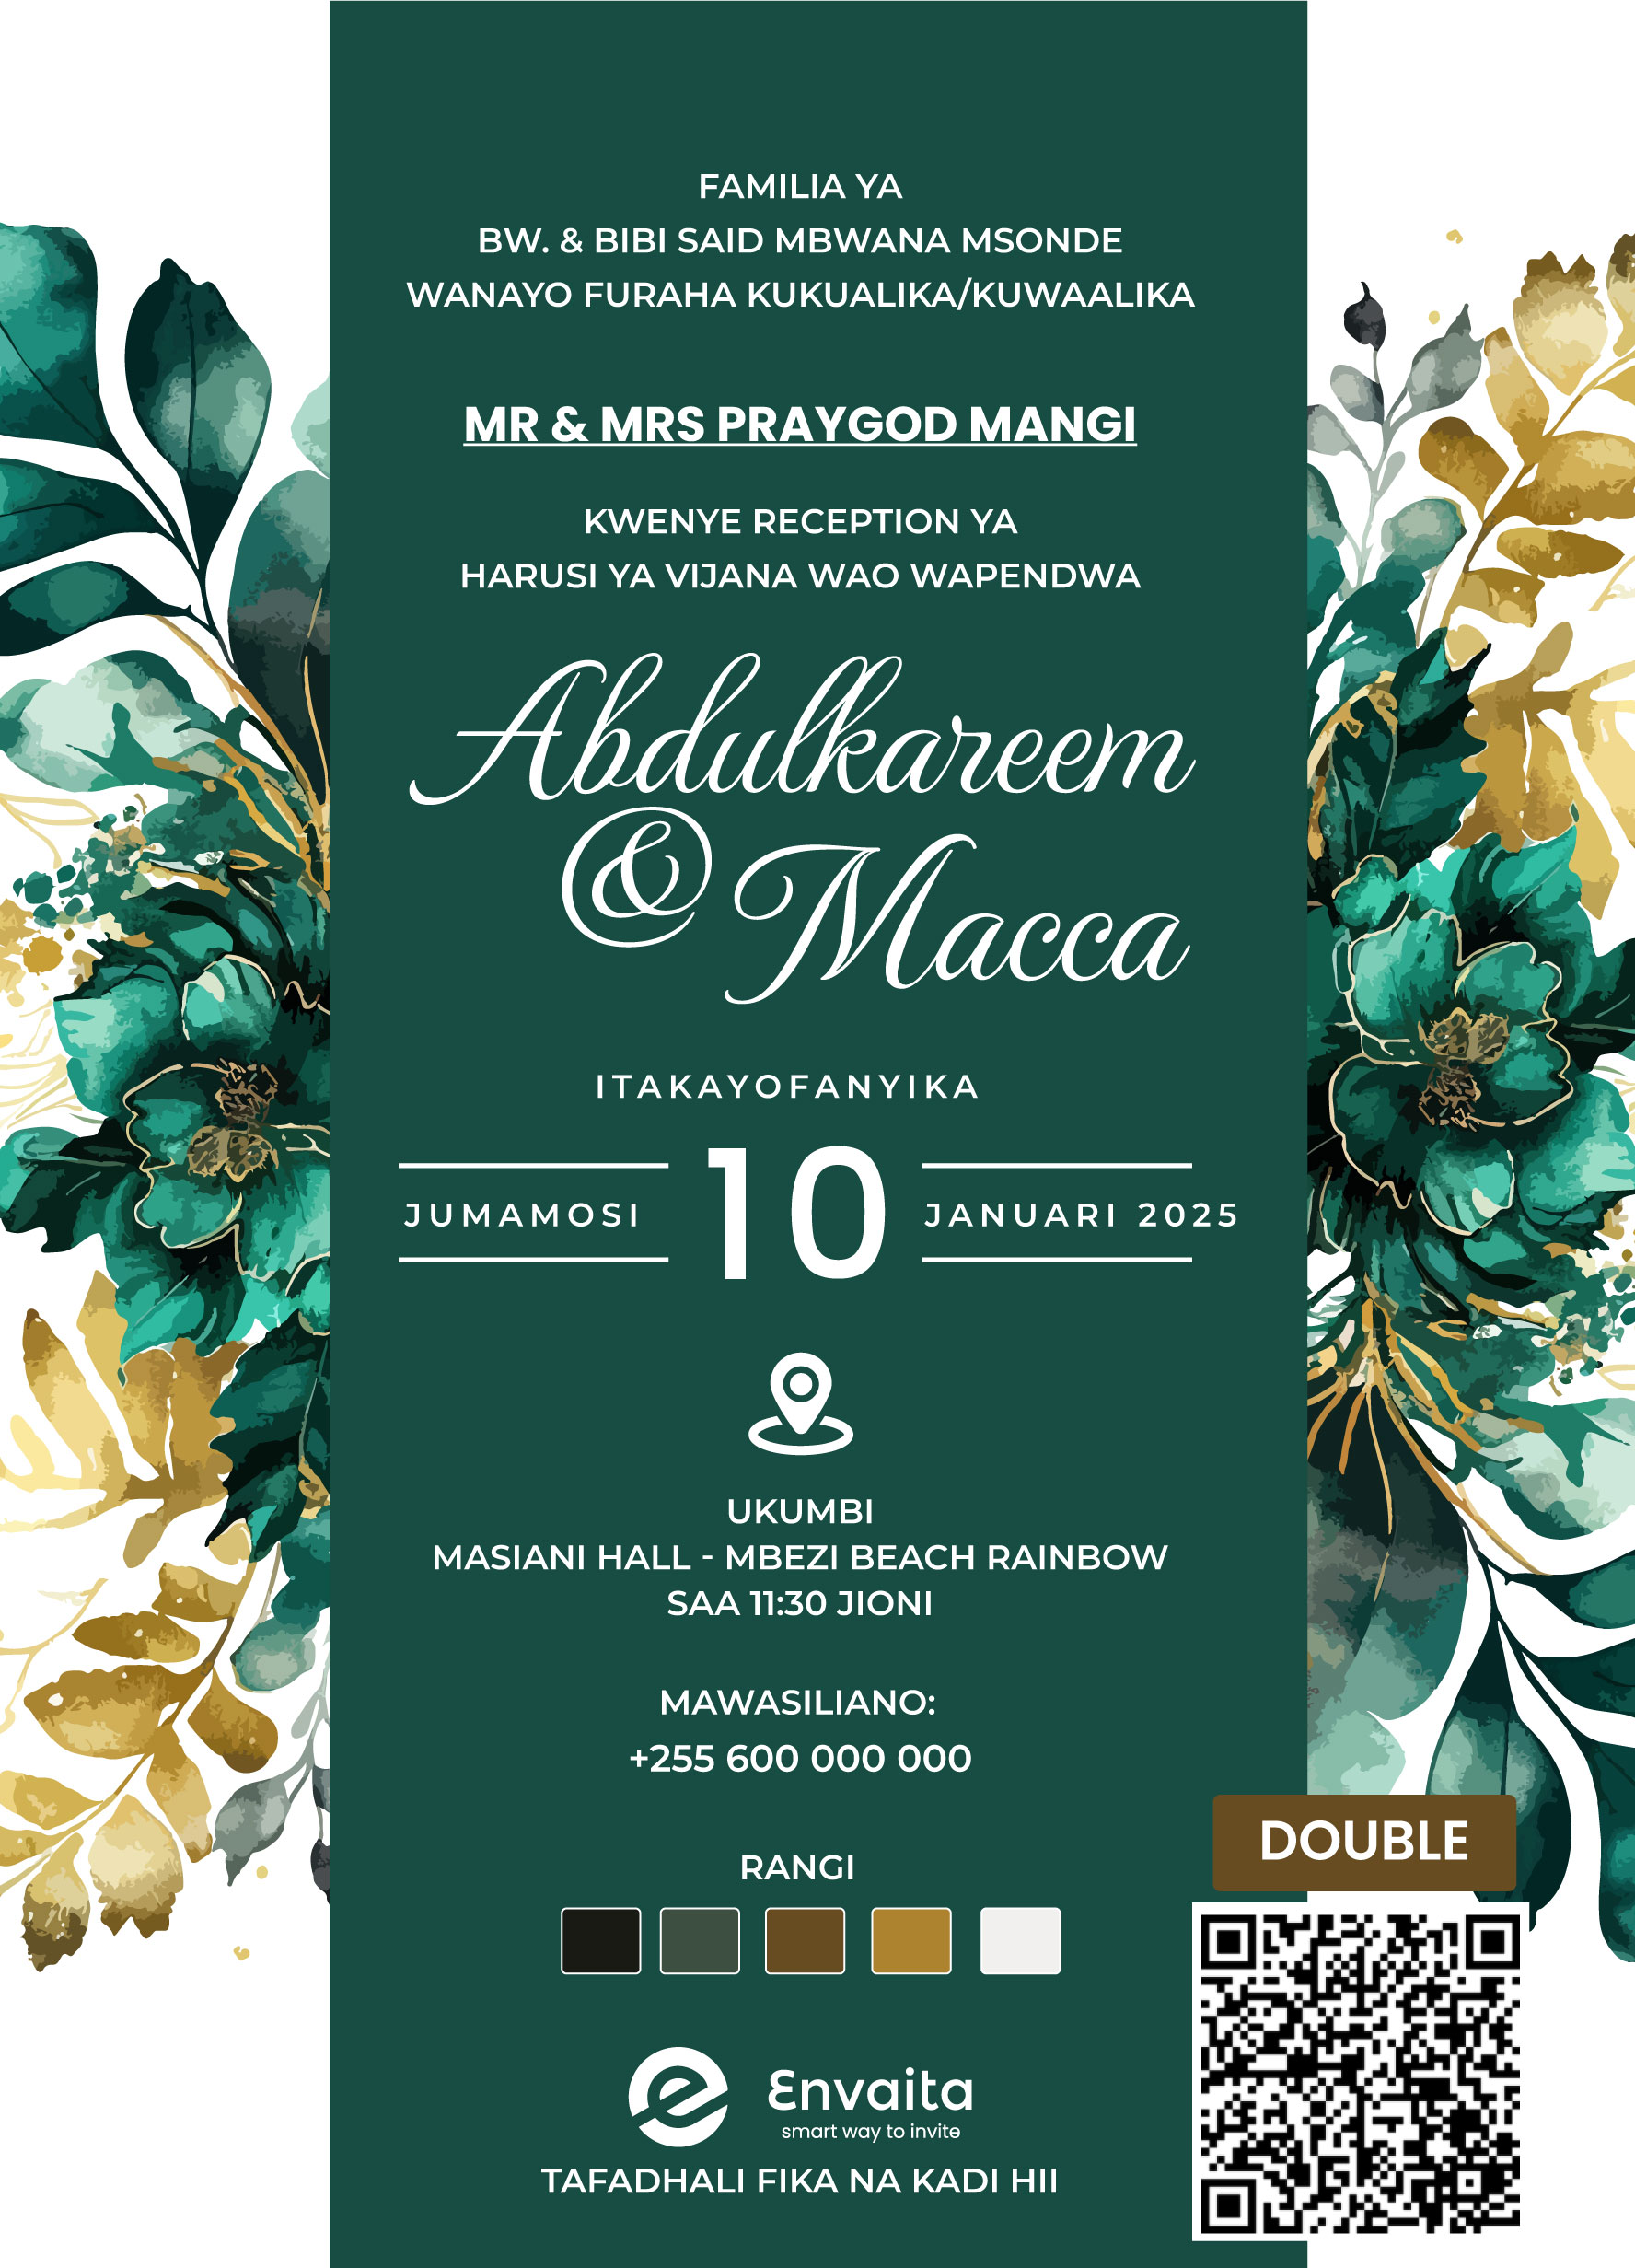 FAMILIA YA
BW. & BIBI SAID MBWANA MSONDE
WANAYO FURAHA KUKUALIKA/KUWAALIKA
MR & MRS PRAYGOD MANGI
KWENYE RECEPTION YA
HARUSI YA VIJANA WAO WAPENDWA
Abdulkareem
& Macca
ITAKAYOFANYIKA
JUMAMOSI 10 JANUARI 2025
UKUMBI
MASIANI HALL - MBEZI BEACH RAINBOW
SAA 11:30 JIONI
MAWASILIANO:
+255 600 000 000
DOUBLE
RANGI
Envaita
smart way to invite
TAFADHALI FIKA NA KADI HII